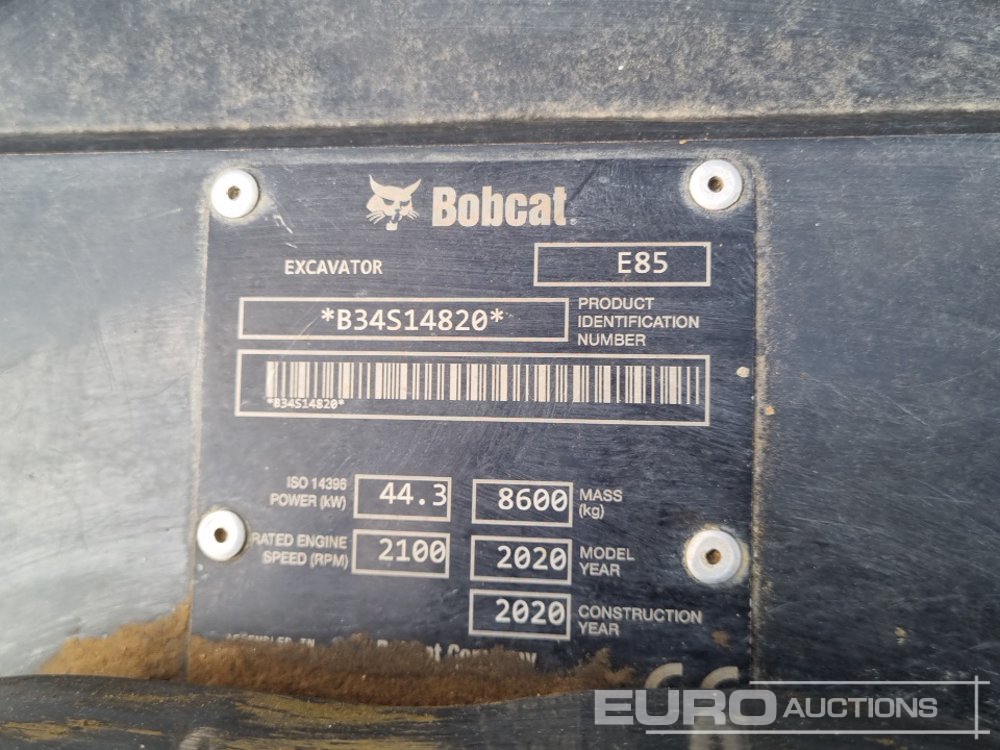 Bobcat
EXCAVATOR
E85
*B34S14820*
PRODUCT
IDENTIFICATION
NUMBER
*B34S14820*
ISO 14396
POWER (kW)
44.3
8600
MASS
(kg)
RATED ENGINE
SPEED (RPM)
2100
2020
MODEL
YEAR
2020
CONSTRUCTION
YEAR
EURO AUCTIONS